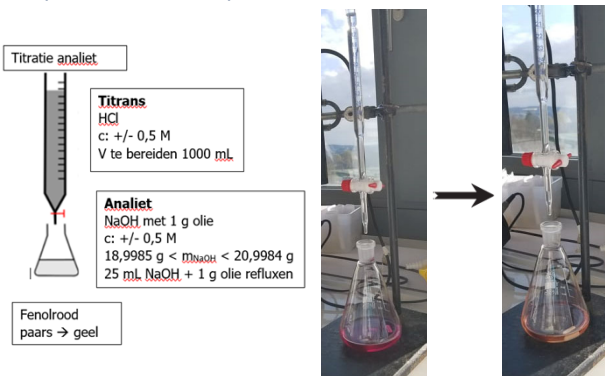 Titratie analiet
Titrans
HCl
c: +/- 0,5 M
V te bereiden 1000 mL
Analiet
NaOH met 1 g olie
c: +/- 0,5 M
18,9985 g < mNaOH < 20,9984 g
25 mL NaOH + 1 g olie refluxen
Fenolrood
paars → geel